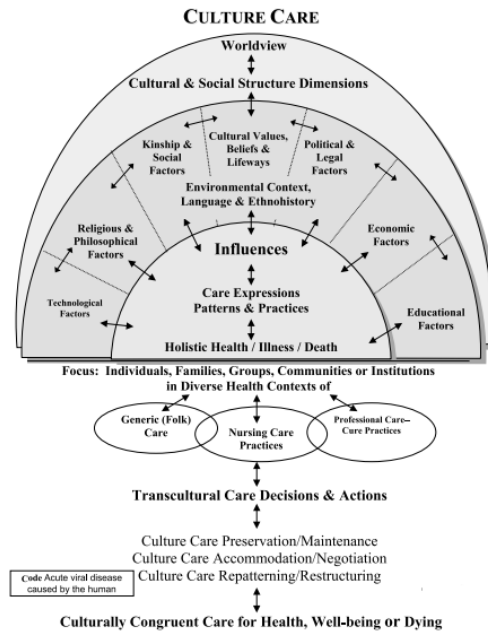 CULTURE CARE
Worldview
Cultural & Social Structure Dimensions
Kinship &
Social
Factors
Cultural Values,
Beliefs &
Lifeways
Political &
Legal
Factors
Environmental Context,
Language & Ethnohistory
Religious &
Philosophical
Factors
Influences
Economic
Factors
Technological
Factors
Care Expressions
Patterns & Practices
Educational
Factors
Holistic Health / Illness / Death
Focus: Individuals, Families, Groups, Communities or Institutions
in Diverse Health Contexts of
Generic (Folk)
Care
Nursing Care
Practices
Professional Care–
Cure Practices
Transcultural Care Decisions & Actions
Culture Care Preservation/Maintenance
Culture Care Accommodation/Negotiation
Culture Care Repatterning/Restructuring
Code Acute viral disease
caused by the human
Culturally Congruent Care for Health, Well-being or Dying